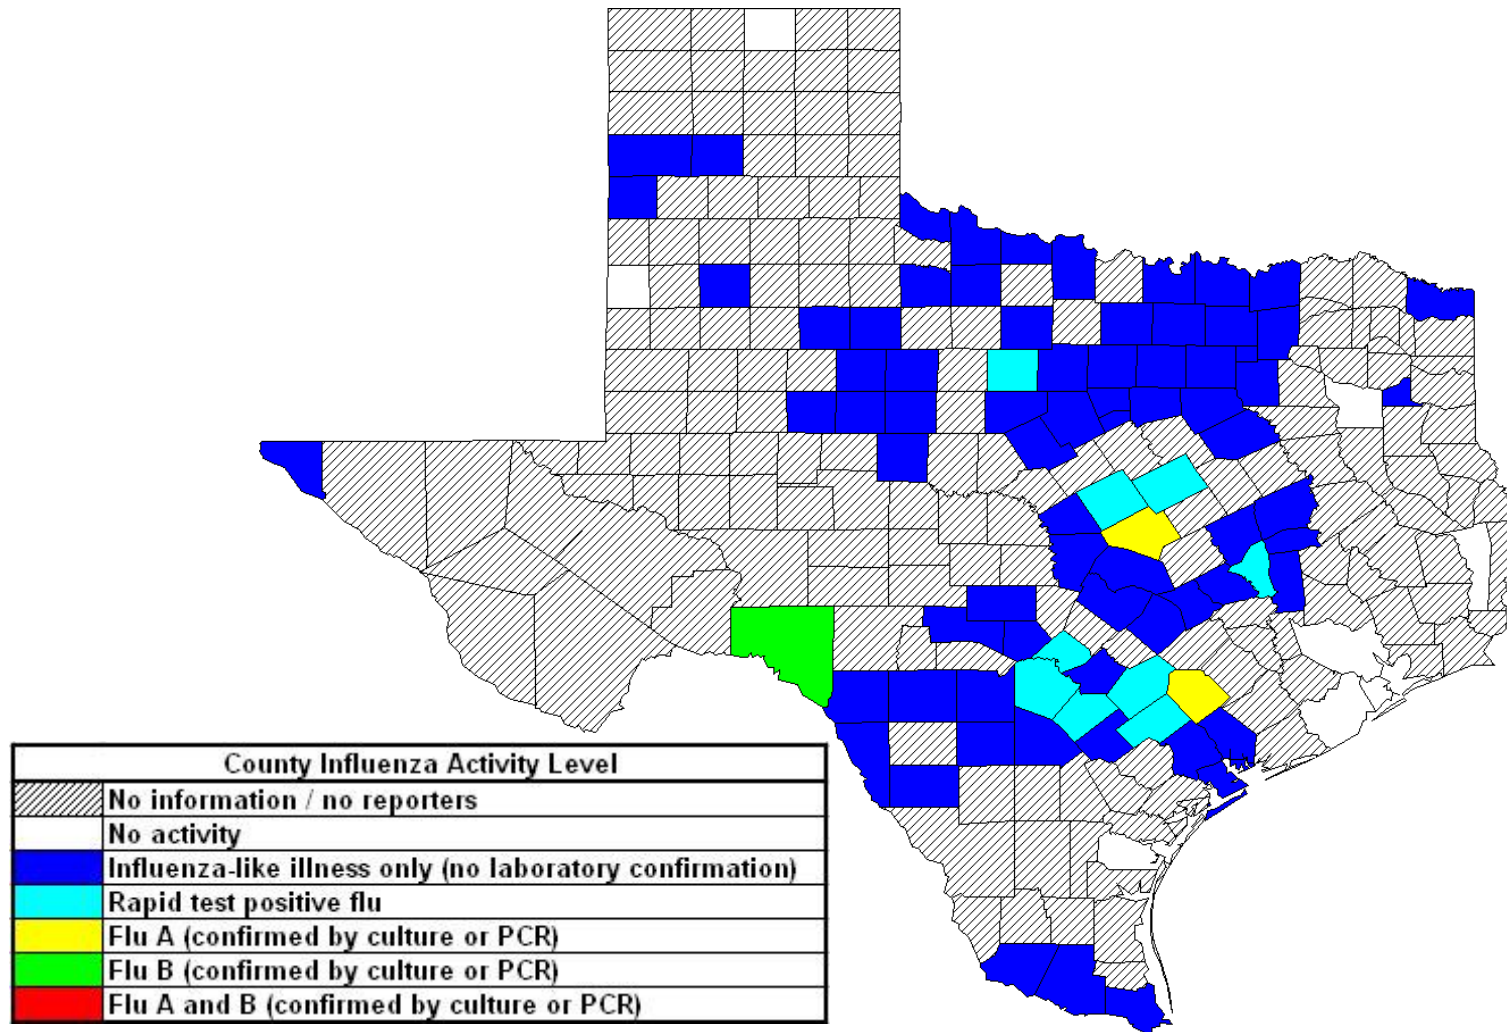 County Influenza Activity Level
No information / no reporters
No activity
Influenza-like illness only (no laboratory confirmation)
Rapid test positive flu
Flu A (confirmed by culture or PCR)
Flu B (confirmed by culture or PCR)
Flu A and B (confirmed by culture or PCR)